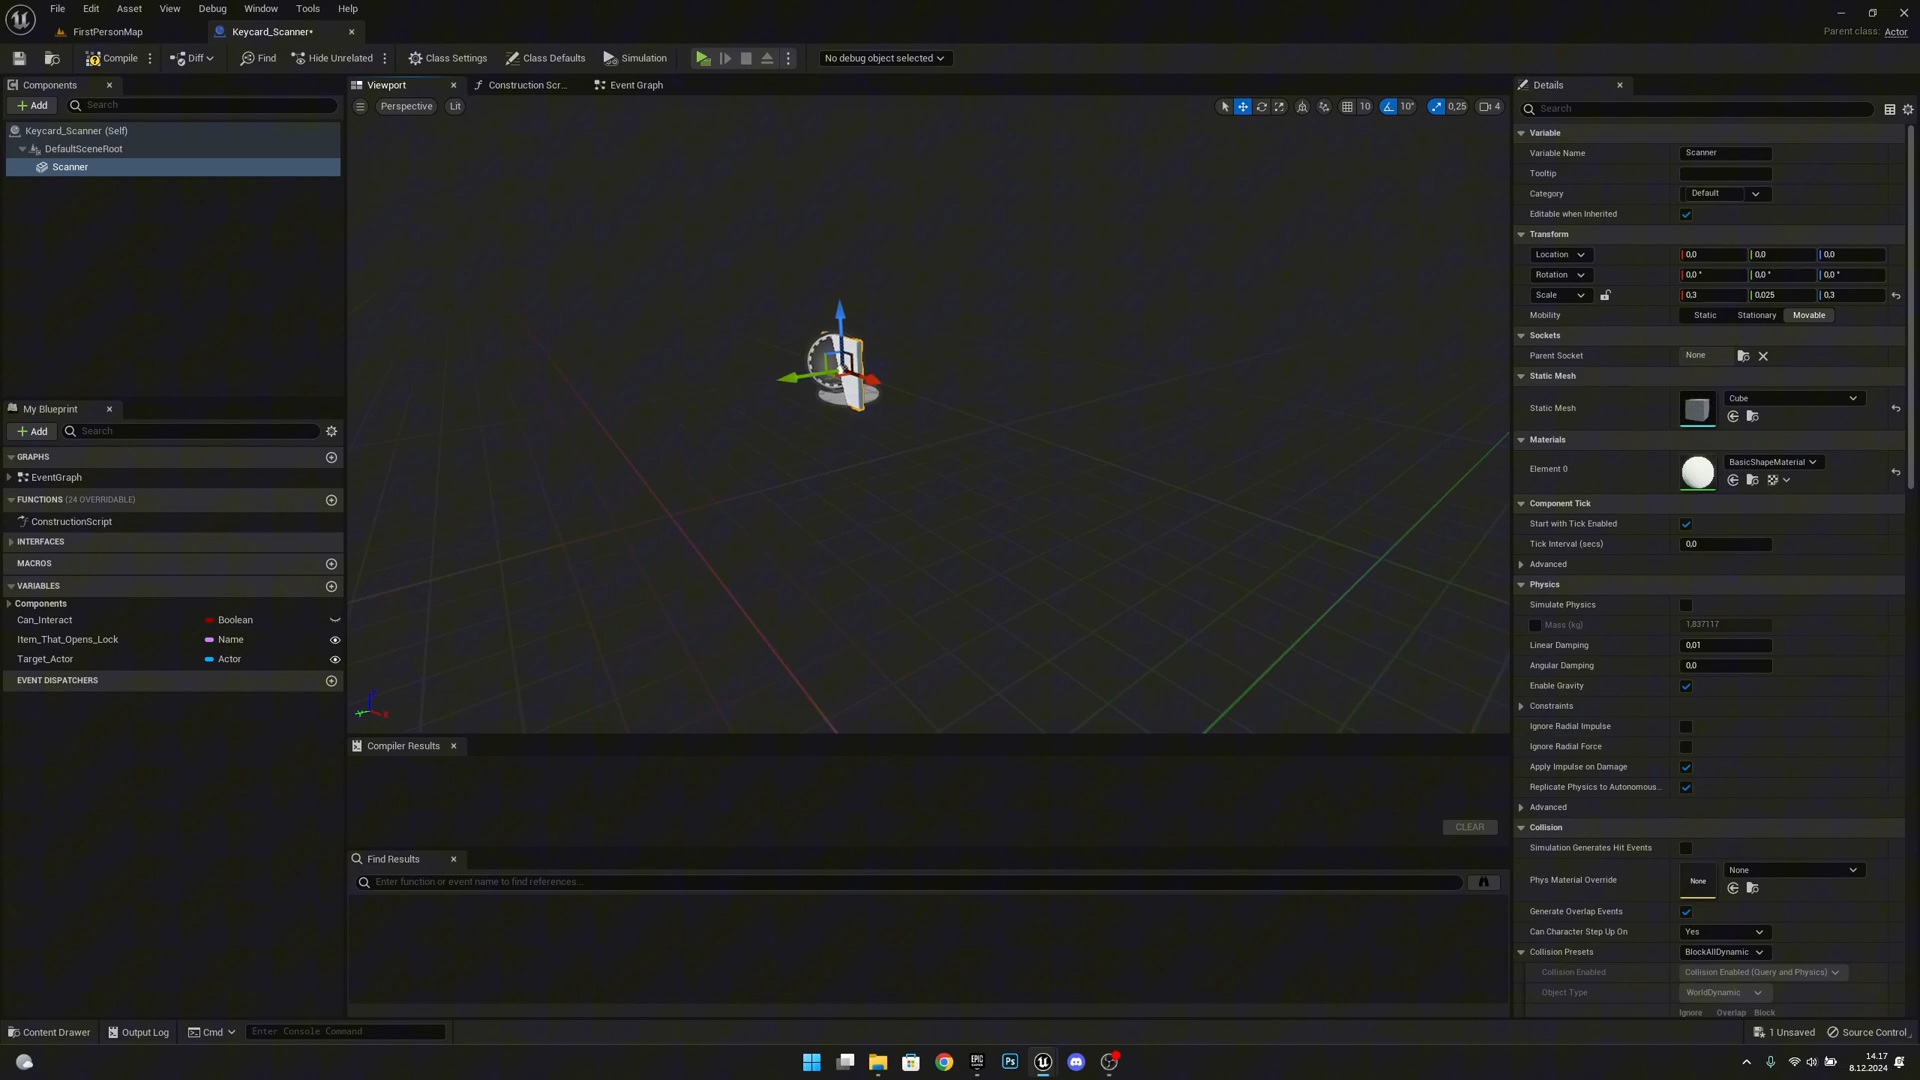 File Edit Asset View Debug Window Tools Help
FirstPersonMap
Keycard_Scanner•
Parent class: Actor
Compile
Diff
Find
Hide Unrelated
Class Settings
Class Defaults
Simulation
No debug object selected
Components
Add
Search
Keycard_Scanner (Self)
DefaultSceneRoot
Scanner
My Blueprint
Add
Search
GRAPHS
EventGraph
FUNCTIONS (24 OVERRIDABLE)
ConstructionScript
INTERFACES
MACROS
VARIABLES
Components
Can_Interact Boolean
Item_That_Opens_Lock Name
Target_Actor Actor
EVENT DISPATCHERS
Viewport
Construction Scr...
Event Graph
Perspective
Lit
10
10°
0,25
4
Compiler Results
CLEAR
Find Results
Enter function or event name to find references...
Details
Search
Variable
Variable Name Scanner
Tooltip
Category Default
Editable when Inherited
Transform
Location 0,0 0,0 0,0
Rotation 0,0 ° 0,0 ° 0,0 °
Scale 0,3 0,025 0,3
Mobility Static Stationary Movable
Sockets
Parent Socket None
Static Mesh
Static Mesh Cube
Materials
Element 0 BasicShapeMaterial
Component Tick
Start with Tick Enabled
Tick Interval (secs) 0,0
Advanced
Physics
Simulate Physics
Mass (kg) 1,837117
Linear Damping 0,01
Angular Damping 0,0
Enable Gravity
Constraints
Ignore Radial Impulse
Ignore Radial Force
Apply Impulse on Damage
Replicate Physics to Autonomous...
Advanced
Collision
Simulation Generates Hit Events
Phys Material Override None None
Generate Overlap Events
Can Character Step Up On Yes
Collision Presets BlockAllDynamic
Collision Enabled Collision Enabled (Query and Physics)
Object Type WorldDynamic
Ignore Overlap Block
Content Drawer
Output Log
Cmd
Enter Console Command
1 Unsaved
Source Control
EPIC
Ps
14.17
8.12.2024